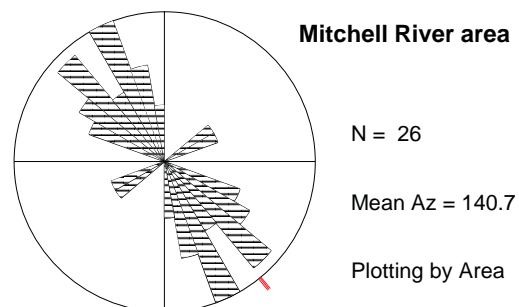 Mitchell River area
N =  26
Mean Az = 140.7
Plotting by Area